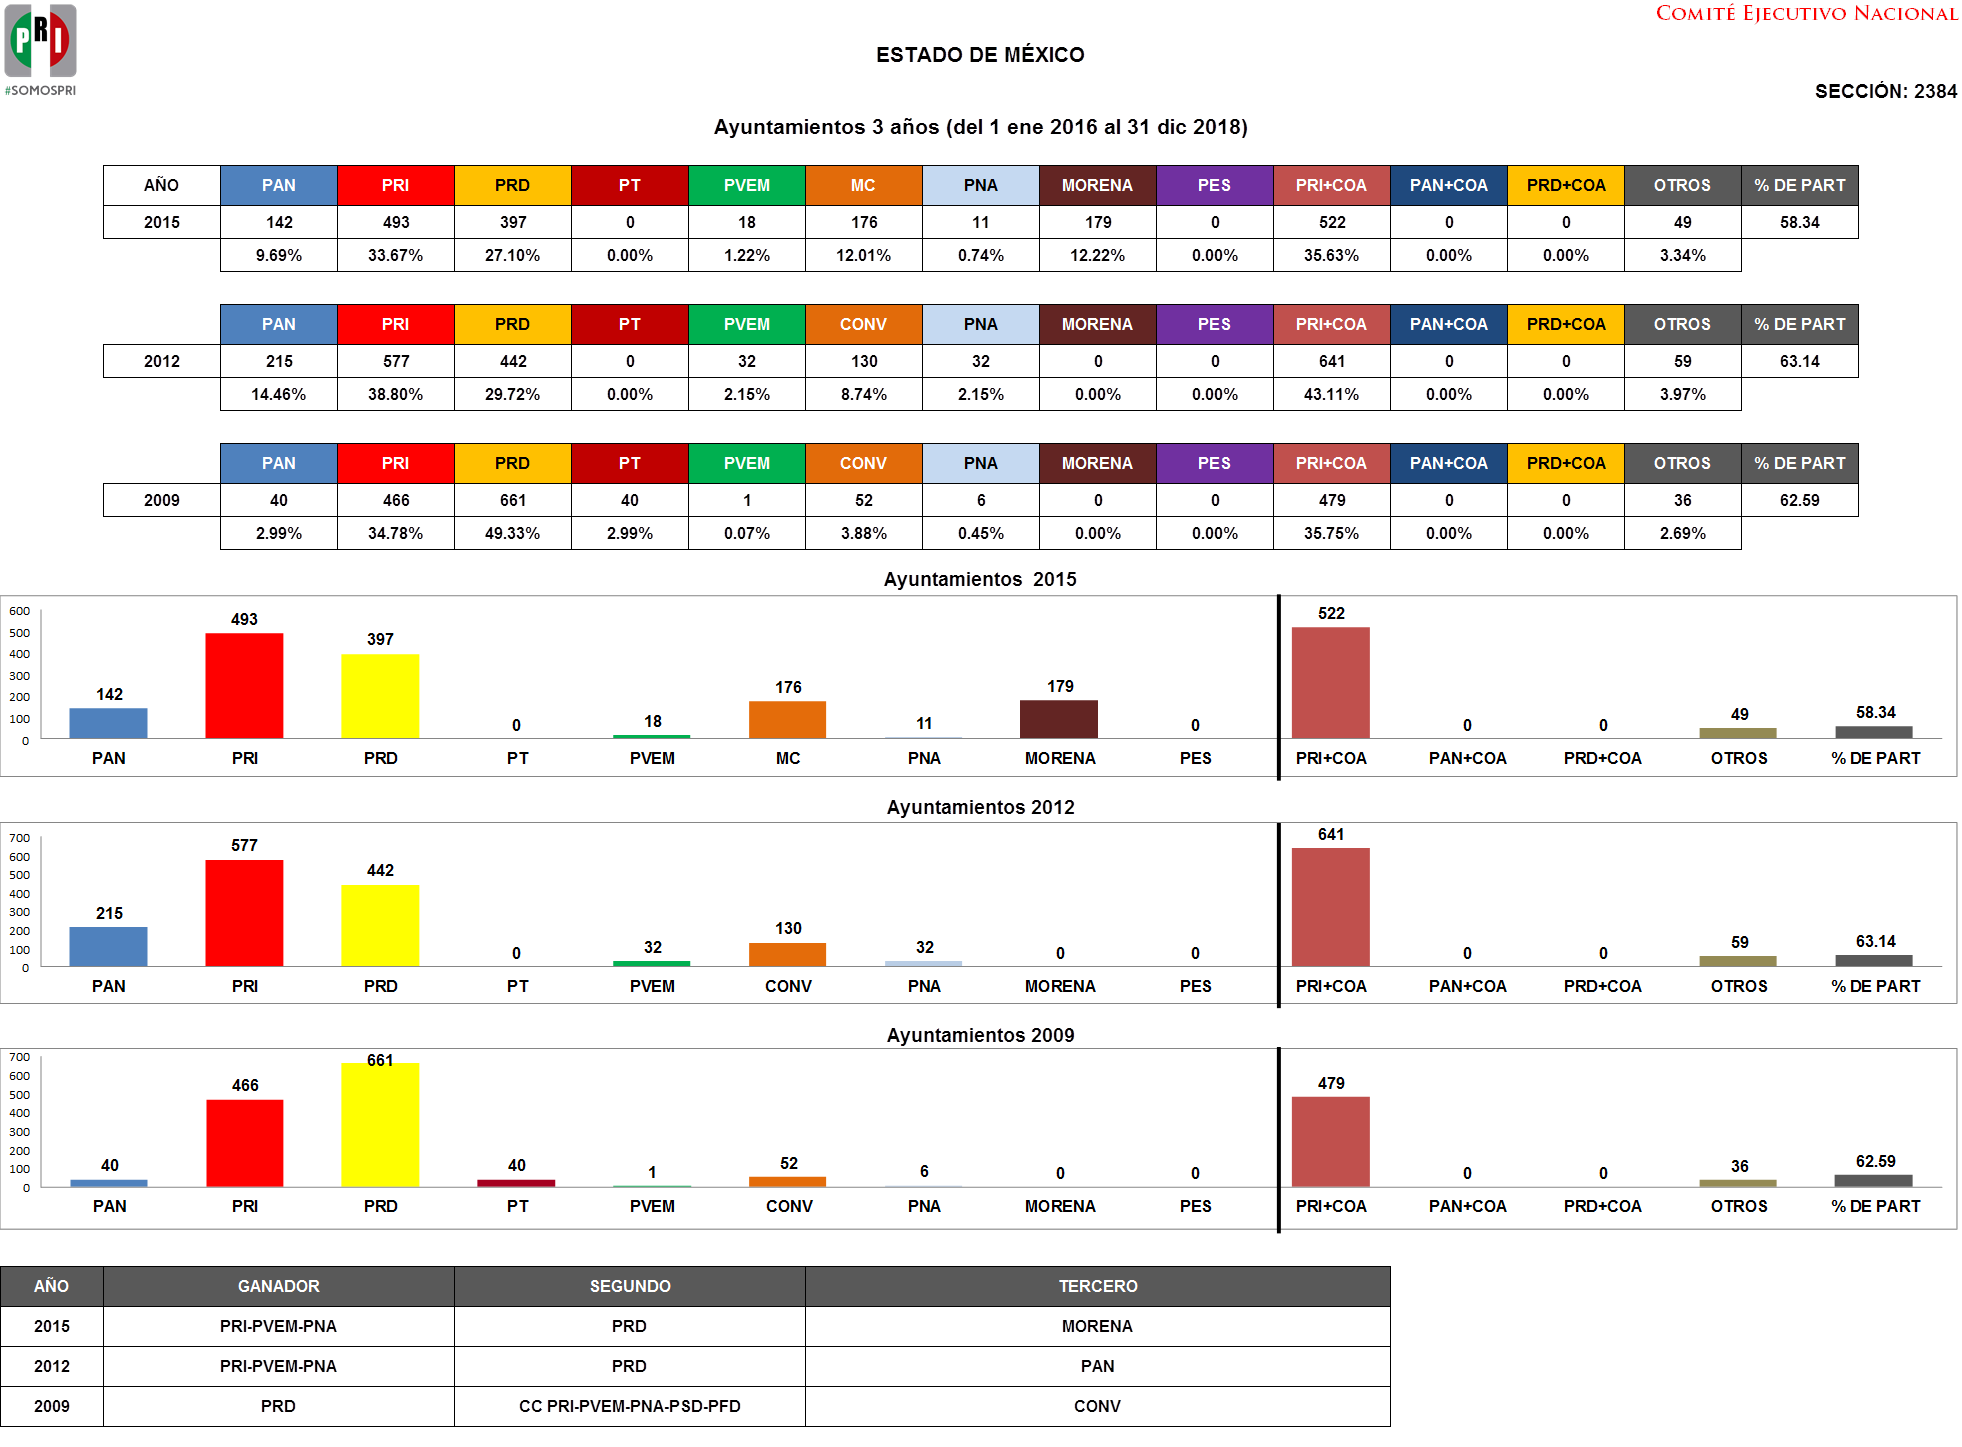 PRI
#SOMOSPRI
COMITÉ EJECUTIVO NACIONAL
ESTADO DE MÉXICO
SECCIÓN: 2384
Ayuntamientos 3 años (del 1 ene 2016 al 31 dic 2018)
AÑO PAN PRI PRD PT PVEM MC PNA MORENA PES PRI+COA PAN+COA PRD+COA OTROS % DE PART
2015 142 493 397 0 18 176 11 179 0 522 0 0 49 58.34
9.69% 33.67% 27.10% 0.00% 1.22% 12.01% 0.74% 12.22% 0.00% 35.63% 0.00% 0.00% 3.34%
PAN PRI PRD PT PVEM CONV PNA MORENA PES PRI+COA PAN+COA PRD+COA OTROS % DE PART
2012 215 577 442 0 32 130 32 0 0 641 0 0 59 63.14
14.46% 38.80% 29.72% 0.00% 2.15% 8.74% 2.15% 0.00% 0.00% 43.11% 0.00% 0.00% 3.97%
PAN PRI PRD PT PVEM CONV PNA MORENA PES PRI+COA PAN+COA PRD+COA OTROS % DE PART
2009 40 466 661 40 1 52 6 0 0 479 0 0 36 62.59
2.99% 34.78% 49.33% 2.99% 0.07% 3.88% 0.45% 0.00% 0.00% 35.75% 0.00% 0.00% 2.69%
Ayuntamientos 2015
600
500
400
300
200
100
0
142 493 397 0 18 176 11 179 0 522 0 0 49 58.34
PAN PRI PRD PT PVEM MC PNA MORENA PES PRI+COA PAN+COA PRD+COA OTROS % DE PART
Ayuntamientos 2012
700
600
500
400
300
200
100
0
215 577 442 0 32 130 32 0 0 641 0 0 59 63.14
PAN PRI PRD PT PVEM CONV PNA MORENA PES PRI+COA PAN+COA PRD+COA OTROS % DE PART
Ayuntamientos 2009
700
600
500
400
300
200
100
0
40 466 661 40 1 52 6 0 0 479 0 0 36 62.59
PAN PRI PRD PT PVEM CONV PNA MORENA PES PRI+COA PAN+COA PRD+COA OTROS % DE PART
AÑO GANADOR SEGUNDO TERCERO
2015 PRI-PVEM-PNA PRD MORENA
2012 PRI-PVEM-PNA PRD PAN
2009 PRD CC PRI-PVEM-PNA-PSD-PFD CONV